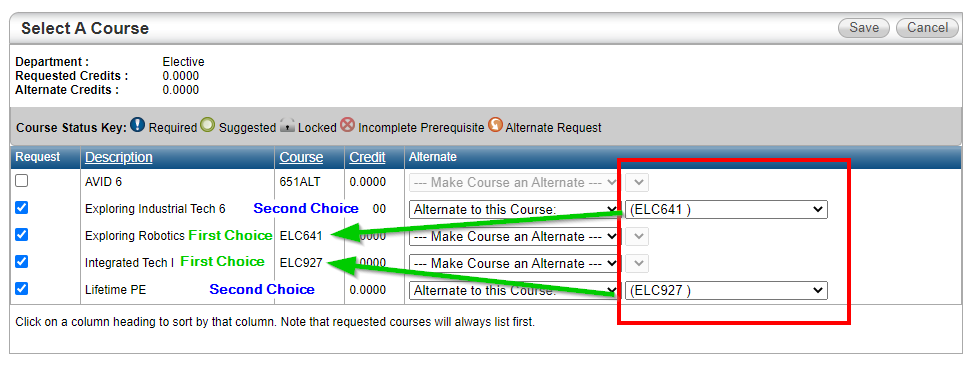 Select A Course Save Cancel
Department : Elective
Requested Credits : 0.0000
Alternate Credits : 0.0000
Course Status Key: Required Suggested Locked Incomplete Prerequisite Alternate Request
Request Description Course Credit Alternate
AVID 6 651ALT 0.0000 --- Make Course an Alternate ---
Exploring Industrial Tech 6 Second Choice 00 Alternate to this Course: (ELC641 )
Exploring Robotics First Choice ELC641 0.0000 --- Make Course an Alternate ---
Integrated Tech I First Choice ELC927 0.0000 --- Make Course an Alternate ---
Lifetime PE Second Choice 0.0000 Alternate to this Course: (ELC927 )
Click on a column heading to sort by that column. Note that requested courses will always list first.